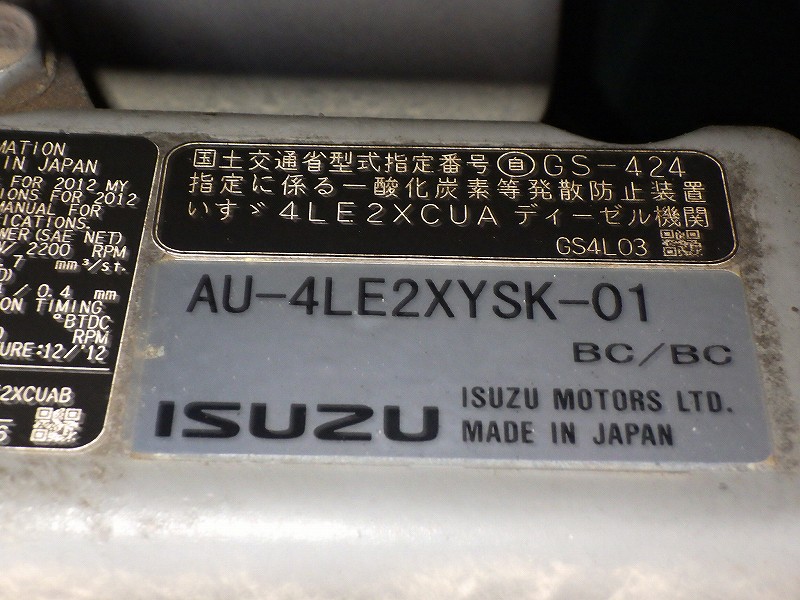 MATION
IN JAPAN
FOR 2012 MY
IONS FOR 2012
MANUAL FOR
ICATIONS.
WER(SAE NET)
/ 2200 RPM
7 mm³/st.
/ 0.4 mm
ON TIMING
°BTDC
RPM
URE:12/'12
2XCUAB
国土交通省型式指定番号 自 GS-424
指定に係る一酸化炭素等発散防止装置
いすゞ 4LE2XCUA ディーゼル機関
GS4L03
AU-4LE2XYSK-01
BC/BC
ISUZU
ISUZU MOTORS LTD.
MADE IN JAPAN